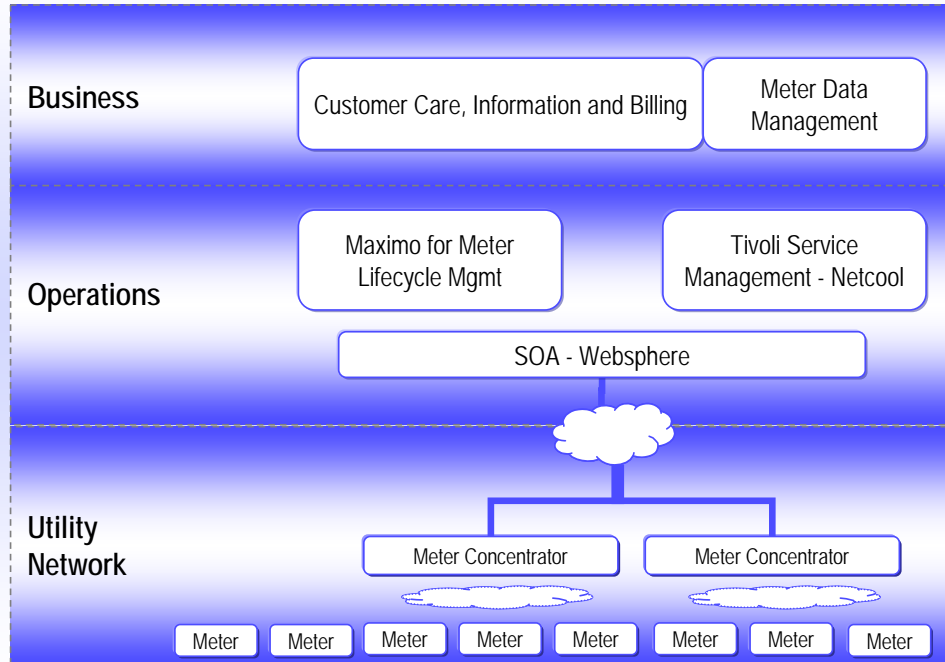 Business
Customer Care, Information and Billing
Meter Data
Management
Operations
Maximo for Meter
Lifecycle Mgmt
Tivoli Service
Management - Netcool
SOA - Websphere
Utility
Network
Meter Concentrator
Meter Concentrator
Meter
Meter
Meter
Meter
Meter
Meter
Meter
Meter